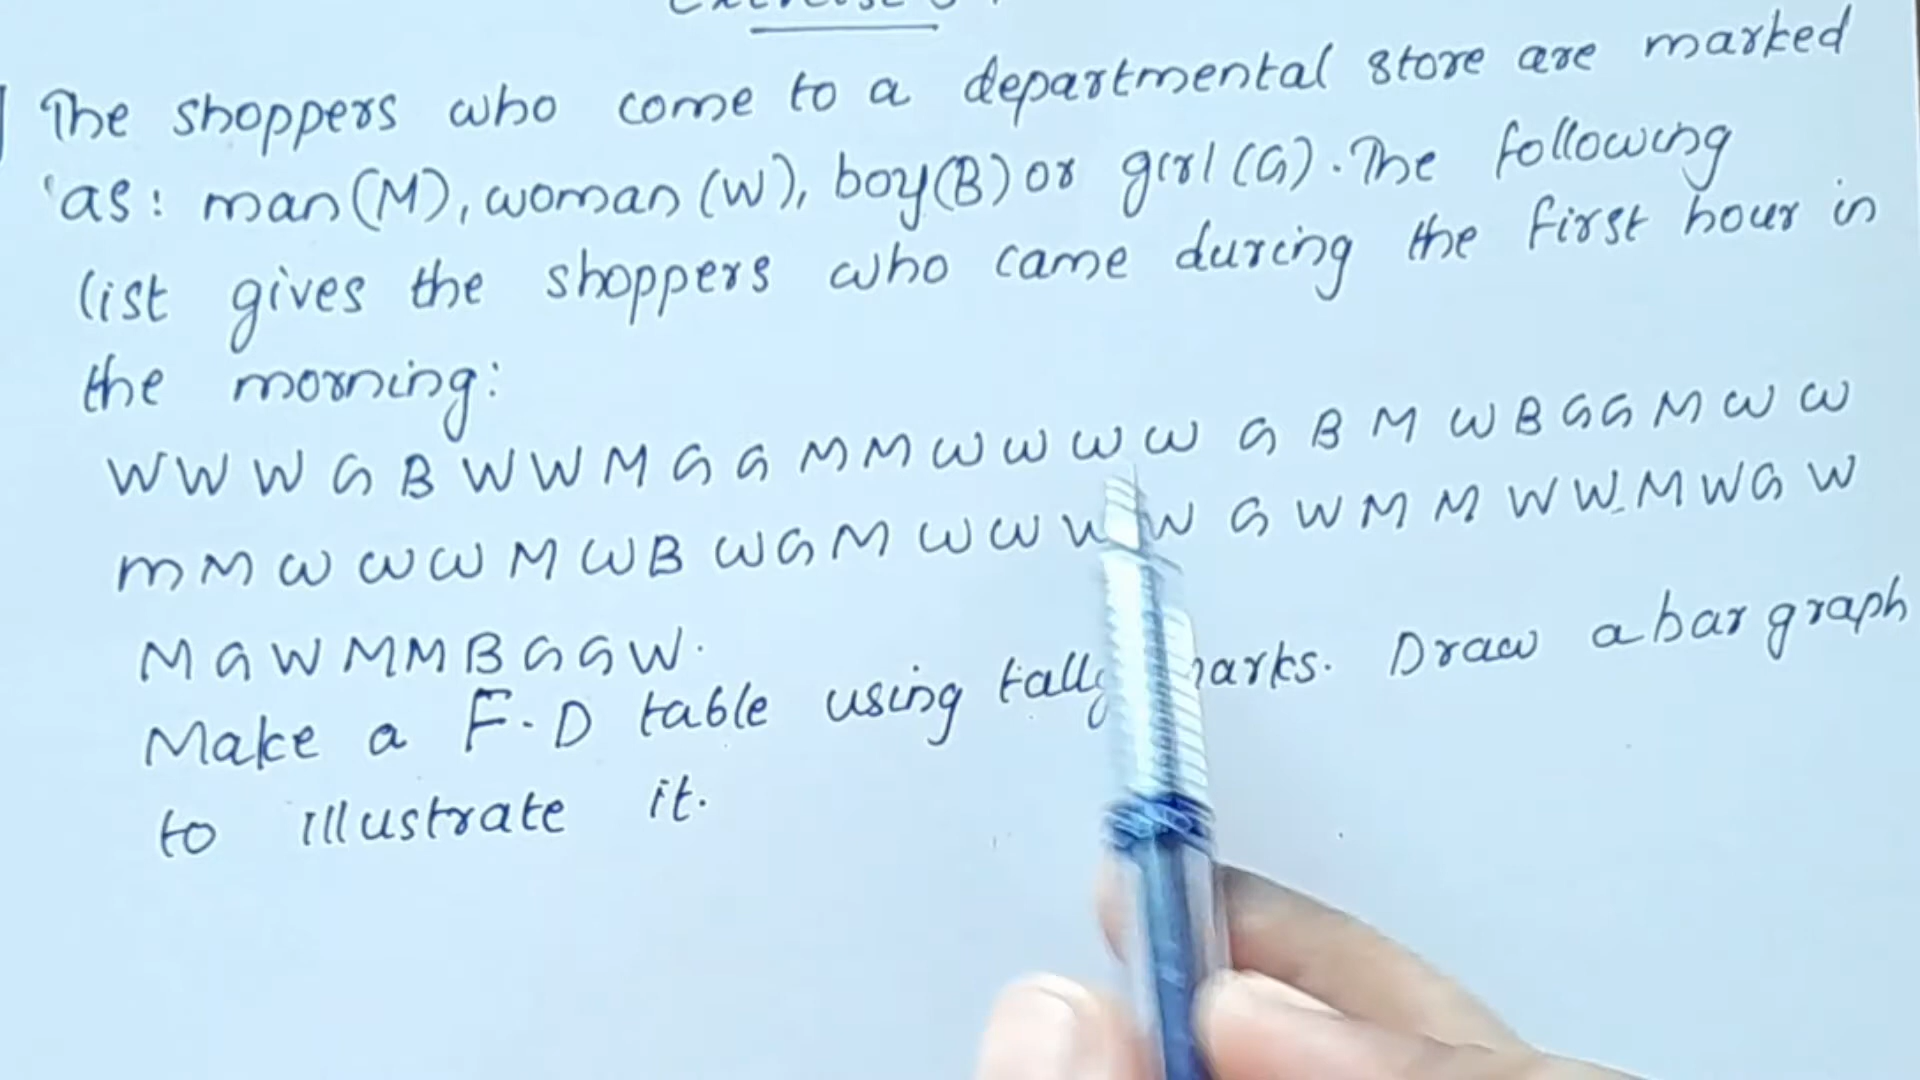 The shoppers who come to a departmental store are marked
as: man (M), woman (W), boy (B) or girl (G). The following
list gives the shoppers who came during the first hour in
the morning:
W W W G B W W M G G M M W W W W G B M W B G G M W W
M M W W W M W B W G M W W W W G W M M W W M W G W
M G W M M B G G W.
Make a F.D table using tally marks. Draw a bar graph
to illustrate it.